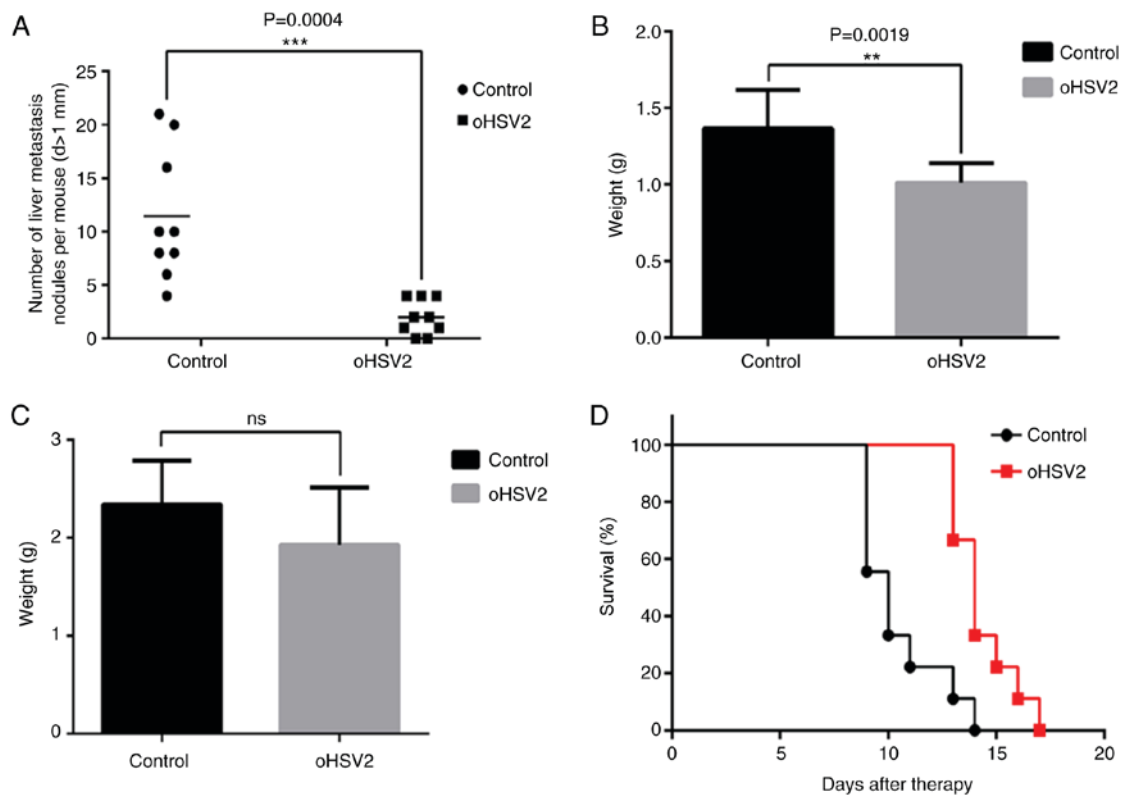 A
P=0.0004
***
Number of liver metastasis
nodules per mouse (d>1 mm)
25
20
15
10
5
0
Control
oHSV2
Control
oHSV2
B
P=0.0019
**
Weight (g)
2.0
1.5
1.0
0.5
0.0
Control
oHSV2
Control
oHSV2
C
ns
Weight (g)
3
2
1
0
Control
oHSV2
Control
oHSV2
D
Survival (%)
100
80
60
40
20
0
0
5
10
15
20
Days after therapy
Control
oHSV2